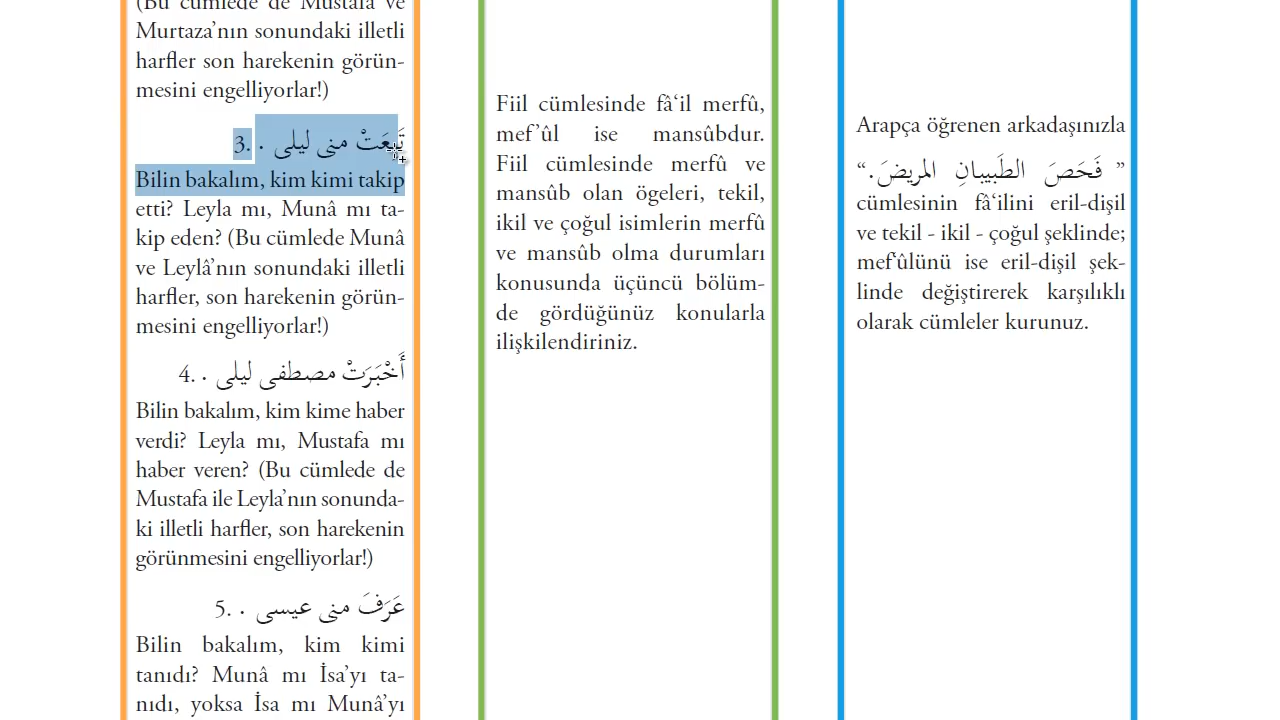 (Bu cümlede de Mustafa ve
Murtaza’nın sonundaki illetli
harfler son harekenin görün-
mesini engelliyorlar!)
3. تَبِعَتْ منى ليلى .
Bilin bakalım, kim kimi takip
etti? Leyla mı, Munâ mı ta-
kip eden? (Bu cümlede Munâ
ve Leylâ’nın sonundaki illetli
harfler, son harekenin görün-
mesini engelliyorlar!)
4. أَخْبَرَتْ مصطفى ليلى .
Bilin bakalım, kim kime haber
verdi? Leyla mı, Mustafa mı
haber veren? (Bu cümlede de
Mustafa ile Leyla’nın sonunda-
ki illetli harfler, son harekenin
görünmesini engelliyorlar!)
5. عَرَفَ منى عيسى .
Bilin bakalım, kim kimi
tanıdı? Munâ mı İsa’yı ta-
nıdı, yoksa İsa mı Munâ’yı
Fiil cümlesinde fâ‘il merfû,
mef’ûl ise mansûbdur.
Fiil cümlesinde merfû ve
mansûb olan ögeleri, tekil,
ikil ve çoğul isimlerin merfû
ve mansûb olma durumları
konusunda üçüncü bölüm-
de gördüğünüz konularla
ilişkilendiriniz.
Arapça öğrenen arkadaşınızla
” فَحَصَ الطَبيبانِ المريضَ.“
cümlesinin fâ‘ilini eril-dişil
ve tekil - ikil - çoğul şeklinde;
mef‘ûlünü ise eril-dişil şek-
linde değiştirerek karşılıklı
olarak cümleler kurunuz.